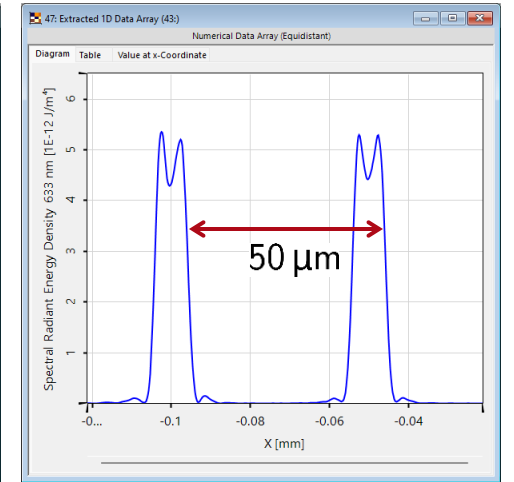 47: Extracted 1D Data Array (43:)
Numerical Data Array (Equidistant)
Diagram Table Value at x-Coordinate
Spectral Radiant Energy Density 633 nm [1E-12 J/m⁴]
6
5
4
3
2
1
50 μm
-0... -0.1 -0.08 -0.06 -0.04
X [mm]